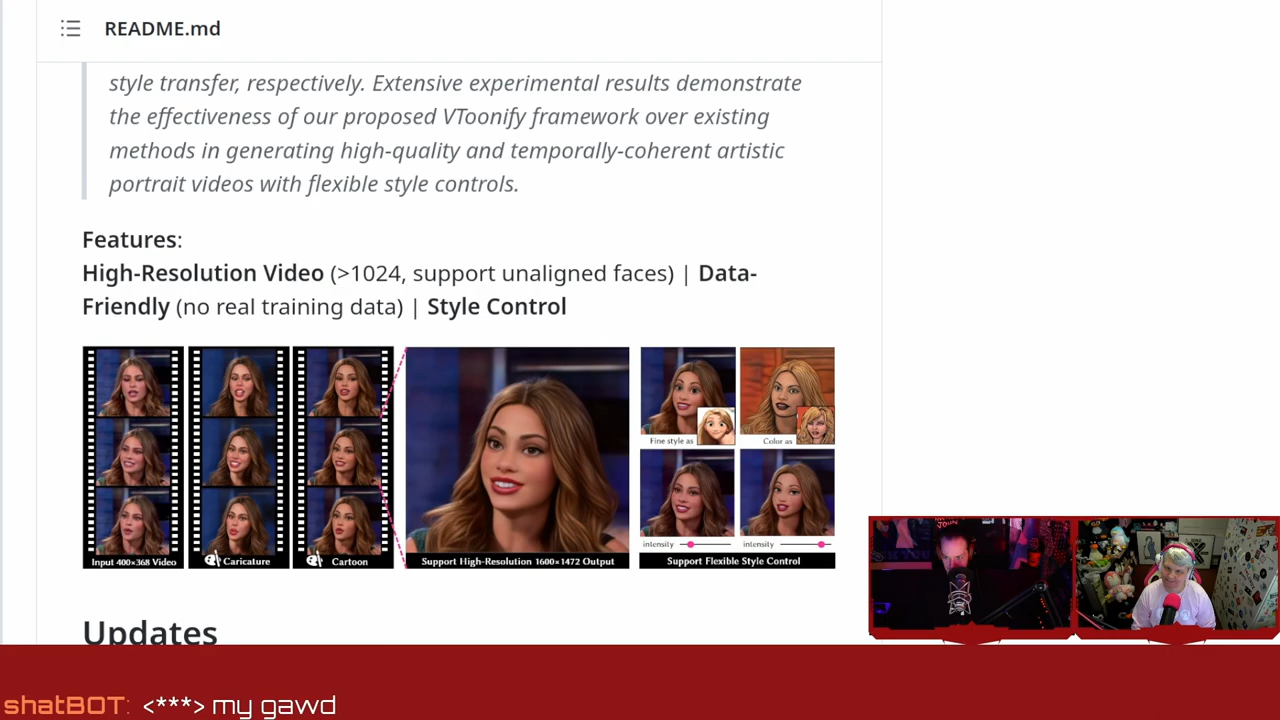 README.md
style transfer, respectively. Extensive experimental results demonstrate
the effectiveness of our proposed VToonify framework over existing
methods in generating high-quality and temporally-coherent artistic
portrait videos with flexible style controls.
Features:
High-Resolution Video (>1024, support unaligned faces) | Data-
Friendly (no real training data) | Style Control
Fine style as
Color as
intensity
intensity
Input 400×368 Video
Caricature
Cartoon
Support High-Resolution 1600×1472 Output
Support Flexible Style Control
Updates
shatBOT: <***> my gawd